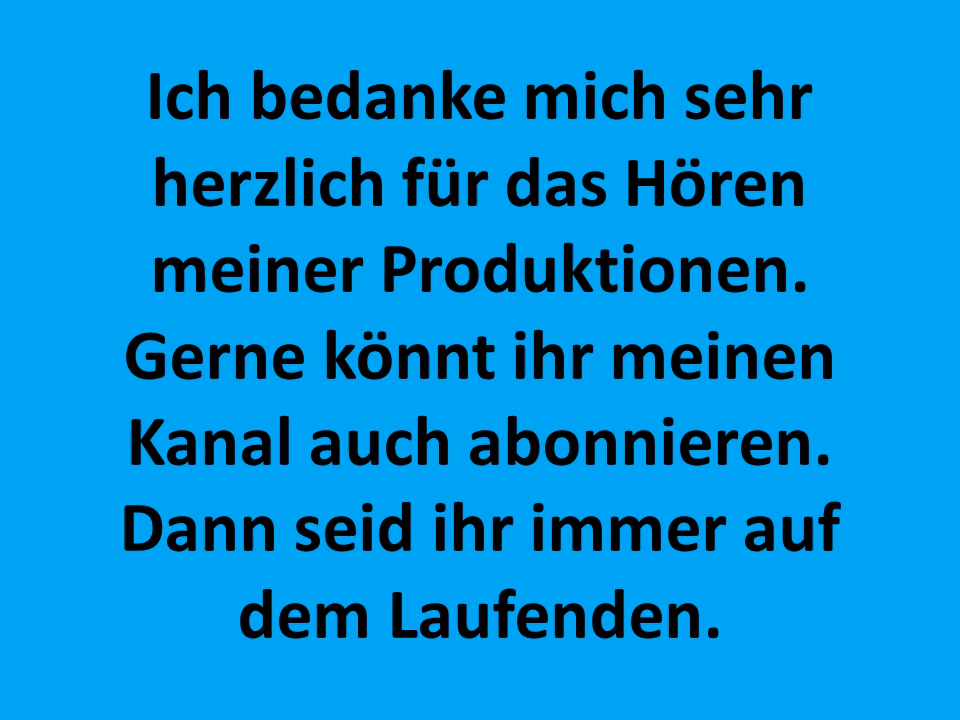 Ich bedanke mich sehr
herzlich für das Hören
meiner Produktionen.
Gerne könnt ihr meinen
Kanal auch abonnieren.
Dann seid ihr immer auf
dem Laufenden.